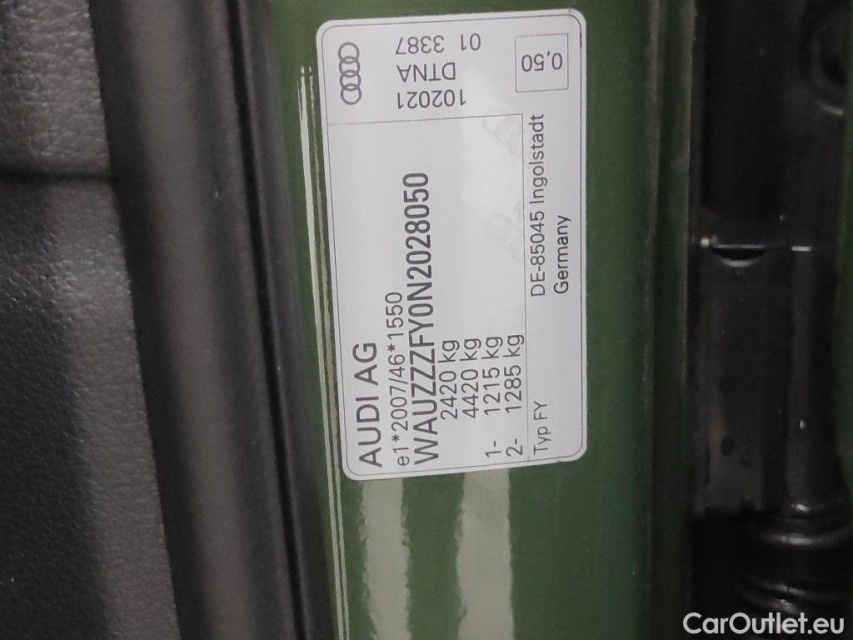 AUDI AG
e1*2007/46*1550
WAUZZZFY0N2028050
2420 kg
4420 kg
1- 1215 kg
2- 1285 kg
Typ FY
DE-85045 Ingolstadt
Germany
102021
DTNA
01 3387
0,50
CarOutlet.eu